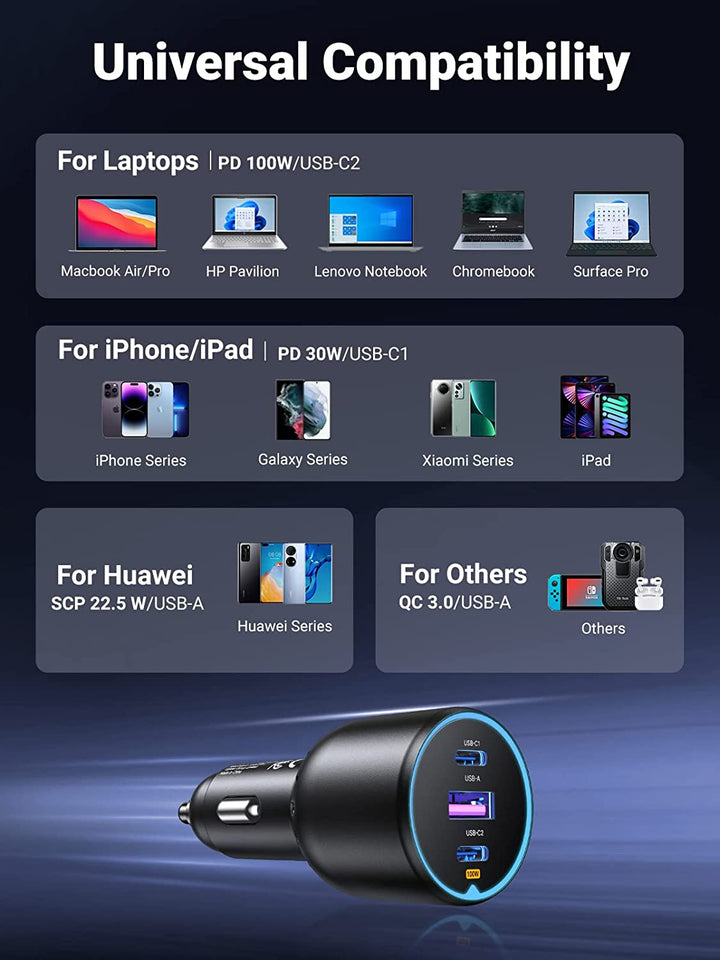 Universal Compatibility
For Laptops | PD 100W/USB-C2
Macbook Air/Pro
HP Pavilion
Lenovo Notebook
Chromebook
Surface Pro
For iPhone/iPad | PD 30W/USB-C1
iPhone Series
Galaxy Series
Xiaomi Series
iPad
For Huawei
SCP 22.5 W/USB-A
Huawei Series
For Others
QC 3.0/USB-A
Others
USB-C1
USB-A
USB-C2
100W